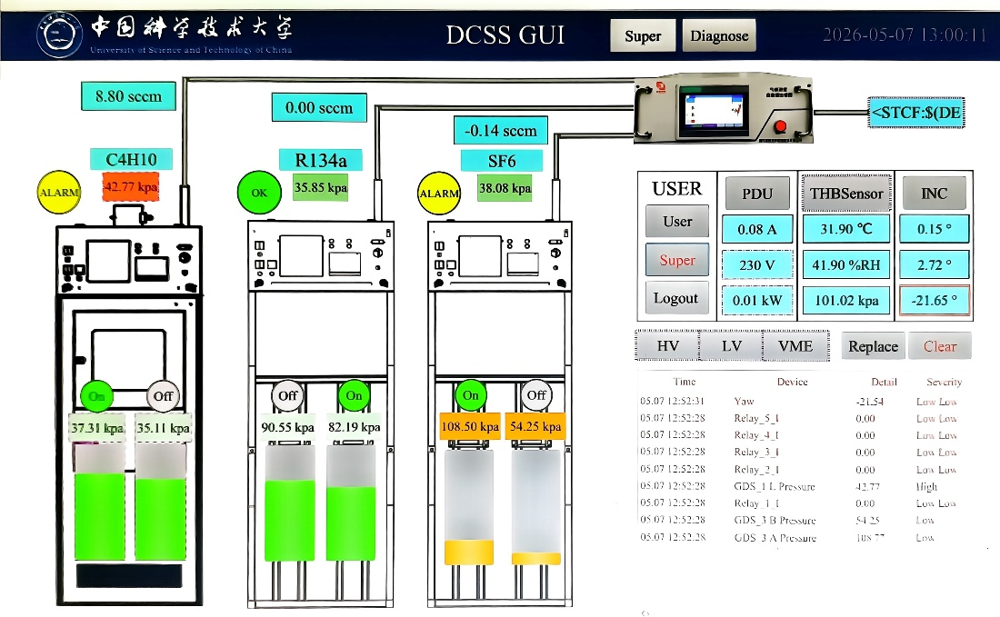 中国科学技术大学
University of Science and Technology of China
DCSS GUI
Super
Diagnose
2026-05-07 13:00:11
8.80 sccm
0.00 sccm
-0.14 sccm
<STCF:$(DE
C4H10
R134a
SF6
ALARM
42.77 kpa
OK
35.85 kpa
ALARM
38.08 kpa
USER
PDU
THBSensor
INC
User
0.08 A
31.90 ℃
0.15 °
Super
230 V
41.90 %RH
2.72 °
Logout
0.01 kW
101.02 kpa
-21.65 °
HV
LV
VME
Replace
Clear
On
Off
Off
On
On
Off
37.31 kpa
35.11 kpa
90.55 kpa
82.19 kpa
108.50 kpa
54.25 kpa
Time Device Detail Severity
05.07 12:52:31 Yaw -21.54 Low Low
05.07 12:52:28 Relay_5_I 0.00 Low Low
05.07 12:52:28 Relay_4_I 0.00 Low Low
05.07 12:52:28 Relay_3_I 0.00 Low Low
05.07 12:52:28 Relay_2_I 0.00 Low Low
05.07 12:52:28 GDS_1 L Pressure 42.77 High
05.07 12:52:28 Relay_1_I 0.00 Low Low
05.07 12:52:28 GDS_3 B Pressure 54.25 Low
05.07 12:52:28 GDS_3 A Pressure 108.77 Low